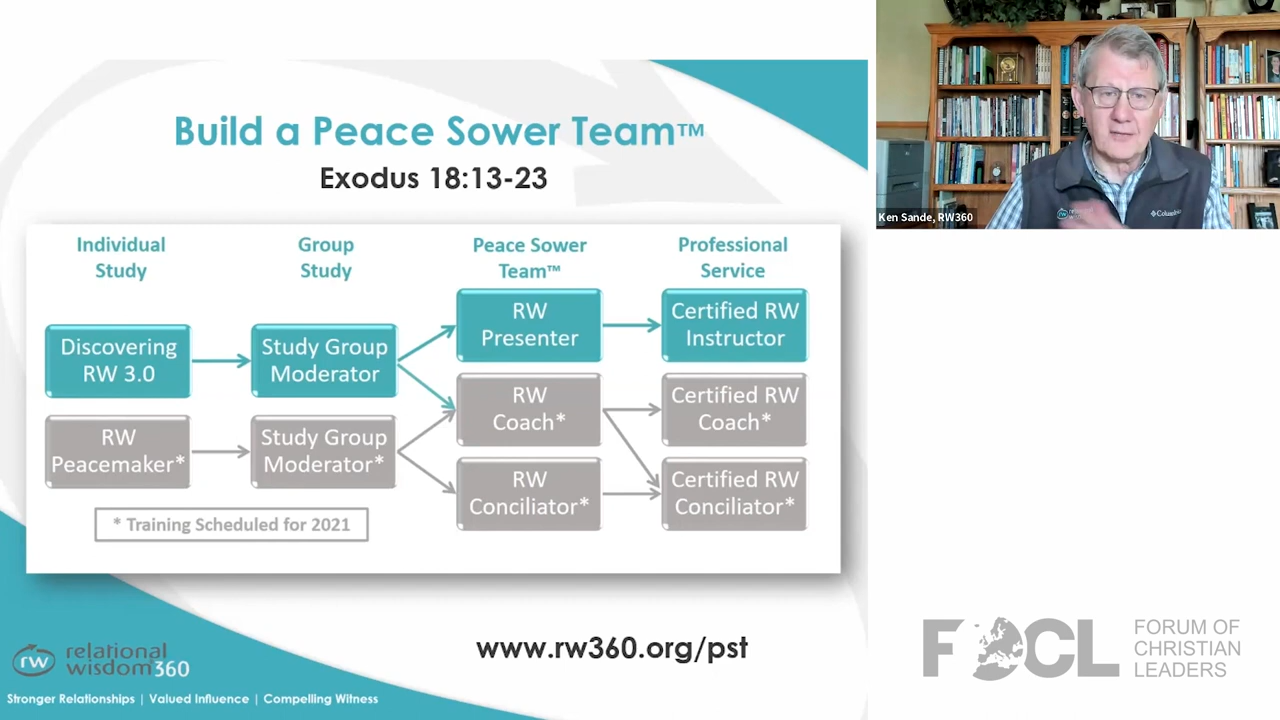 Build a Peace Sower Team™
Exodus 18:13-23
Individual
Study
Group
Study
Peace Sower
Team™
Professional
Service
Discovering
RW 3.0
Study Group
Moderator
RW
Presenter
Certified RW
Instructor
RW
Peacemaker*
Study Group
Moderator*
RW
Coach*
Certified RW
Coach*
RW
Conciliator*
Certified RW
Conciliator*
* Training Scheduled for 2021
www.rw360.org/pst
rw
relational
wisdom360
Stronger Relationships | Valued Influence | Compelling Witness
Ken Sande, RW360
rw
Columbia
FOCL
FORUM OF
CHRISTIAN
LEADERS